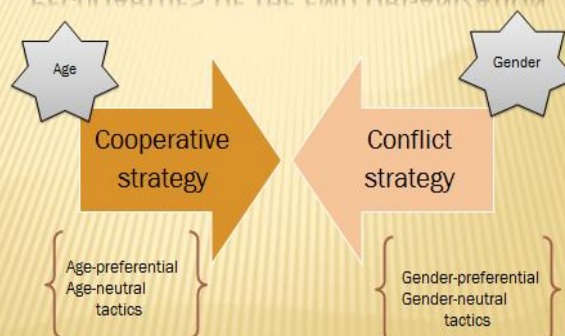 Age
Gender
Cooperative
strategy
Conflict
strategy
Age-preferential
Age-neutral
tactics
Gender-preferential
Gender-neutral
tactics